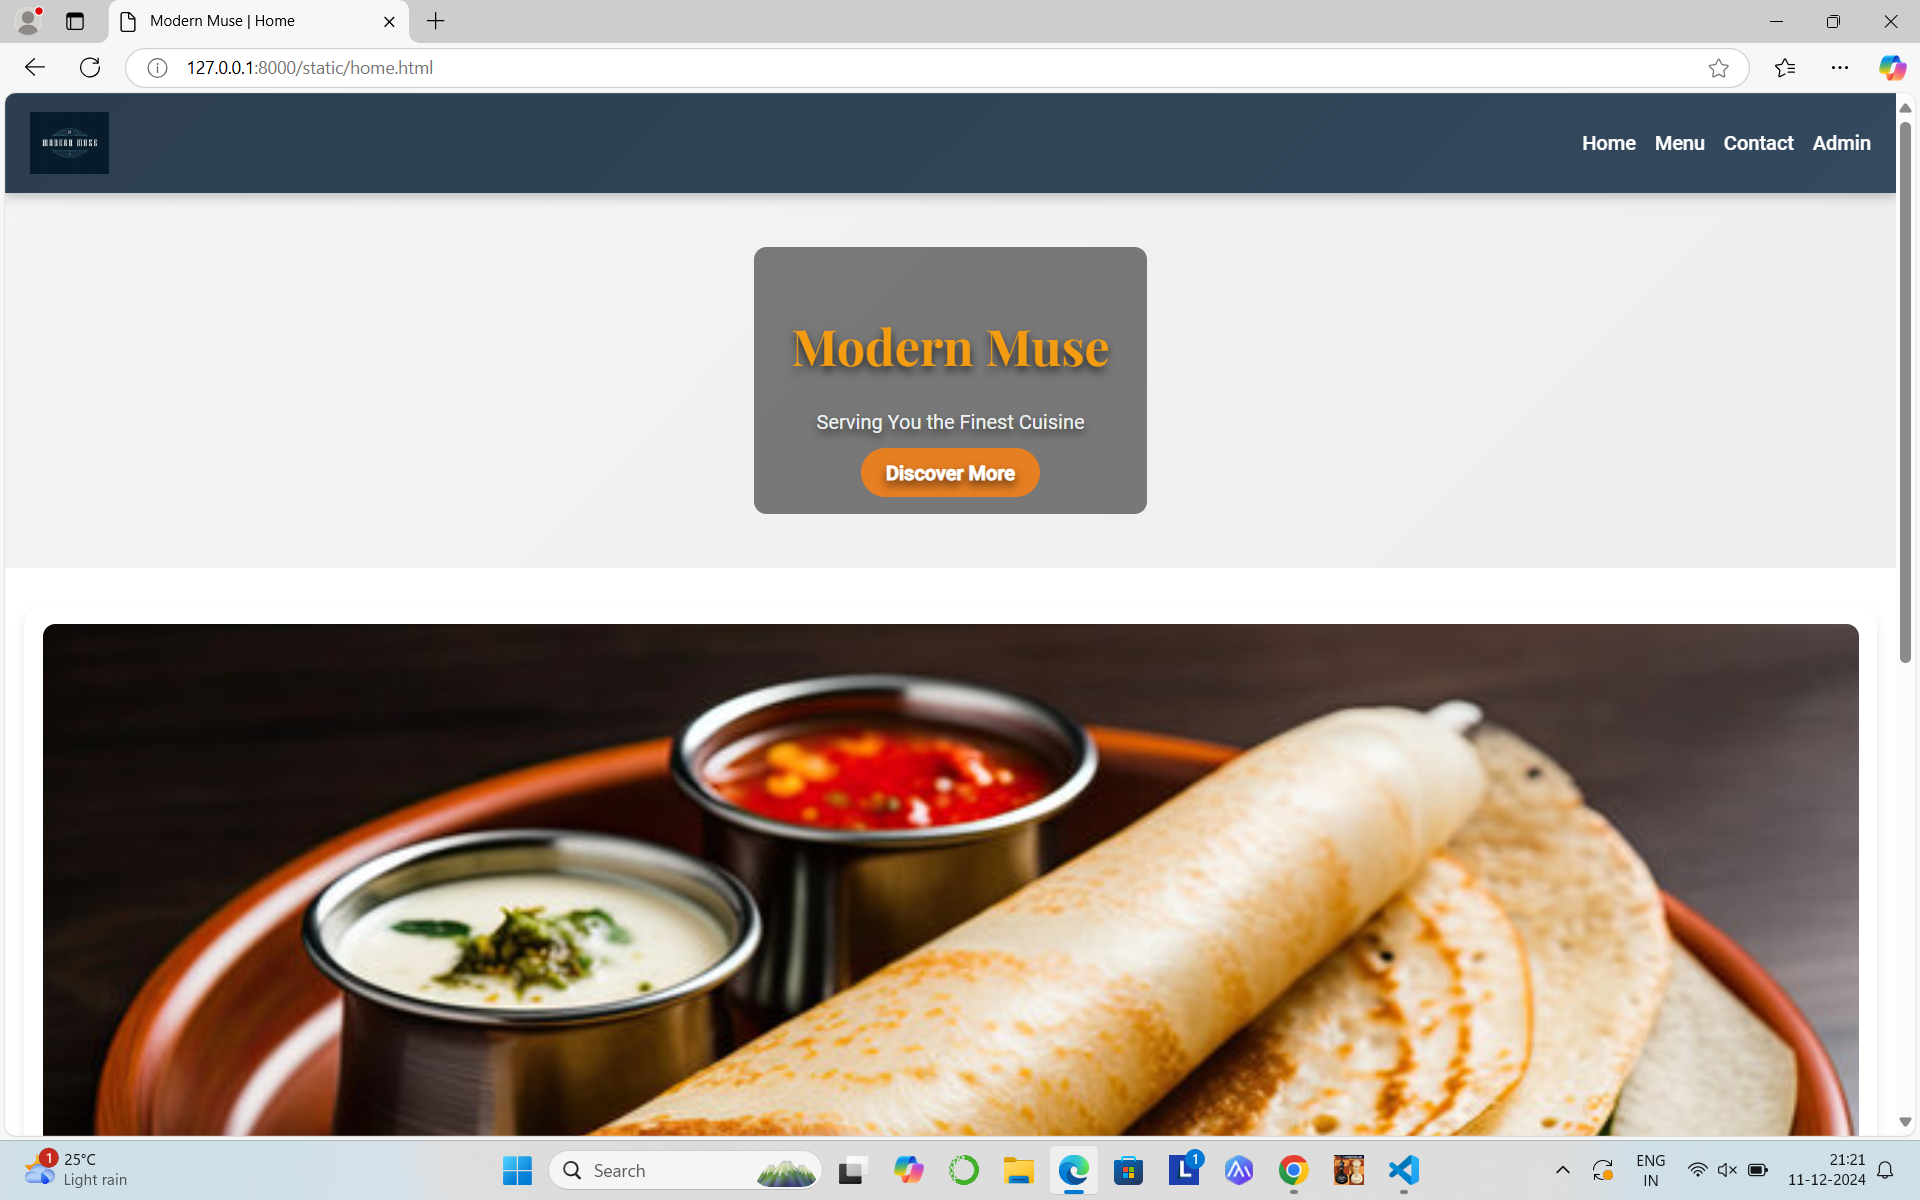 Modern Muse | Home
127.0.0.1:8000/static/home.html
MODERN MUSE
Home Menu Contact Admin
Modern Muse
Serving You the Finest Cuisine
Discover More
1
25°C
Light rain
Search
L
1
ENG
IN
21:21
11-12-2024